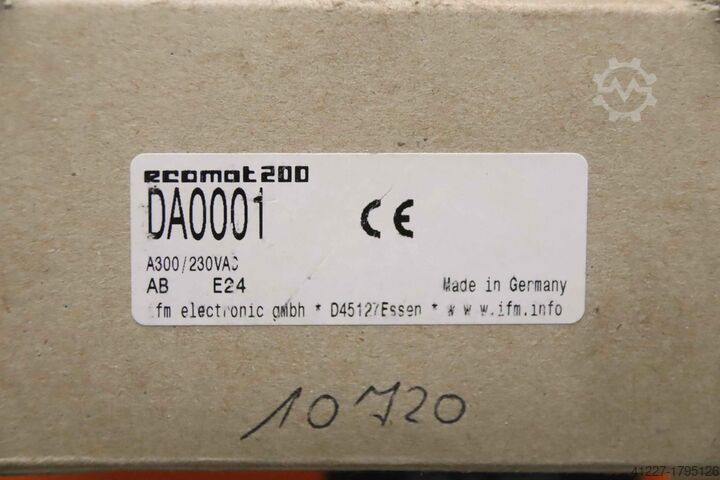 ecomat200
DA0001 CE
A300/230VAC
AB E24 Made in Germany
ifm electronic gmbh * D45127Essen * www.ifm.info
10720
41227-1795126